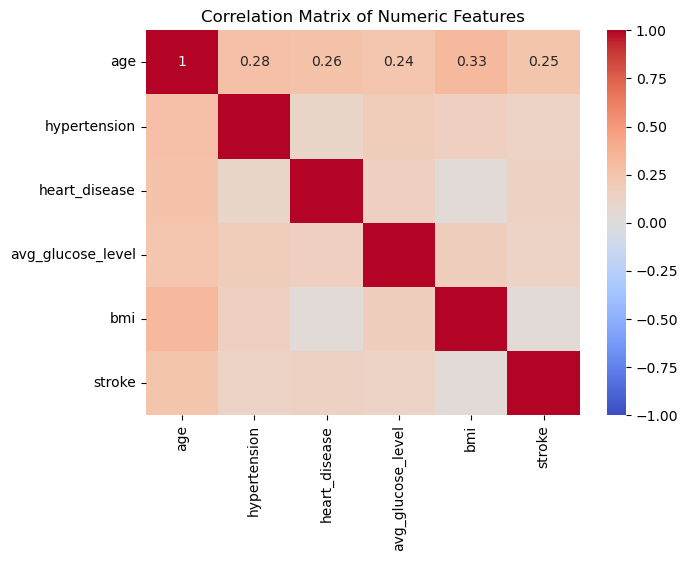 Correlation Matrix of Numeric Features
age
1 0.28 0.26 0.24 0.33 0.25
hypertension
heart_disease
avg_glucose_level
bmi
stroke
age
hypertension
heart_disease
avg_glucose_level
bmi
stroke
1.00
0.75
0.50
0.25
0.00
−0.25
−0.50
−0.75
−1.00